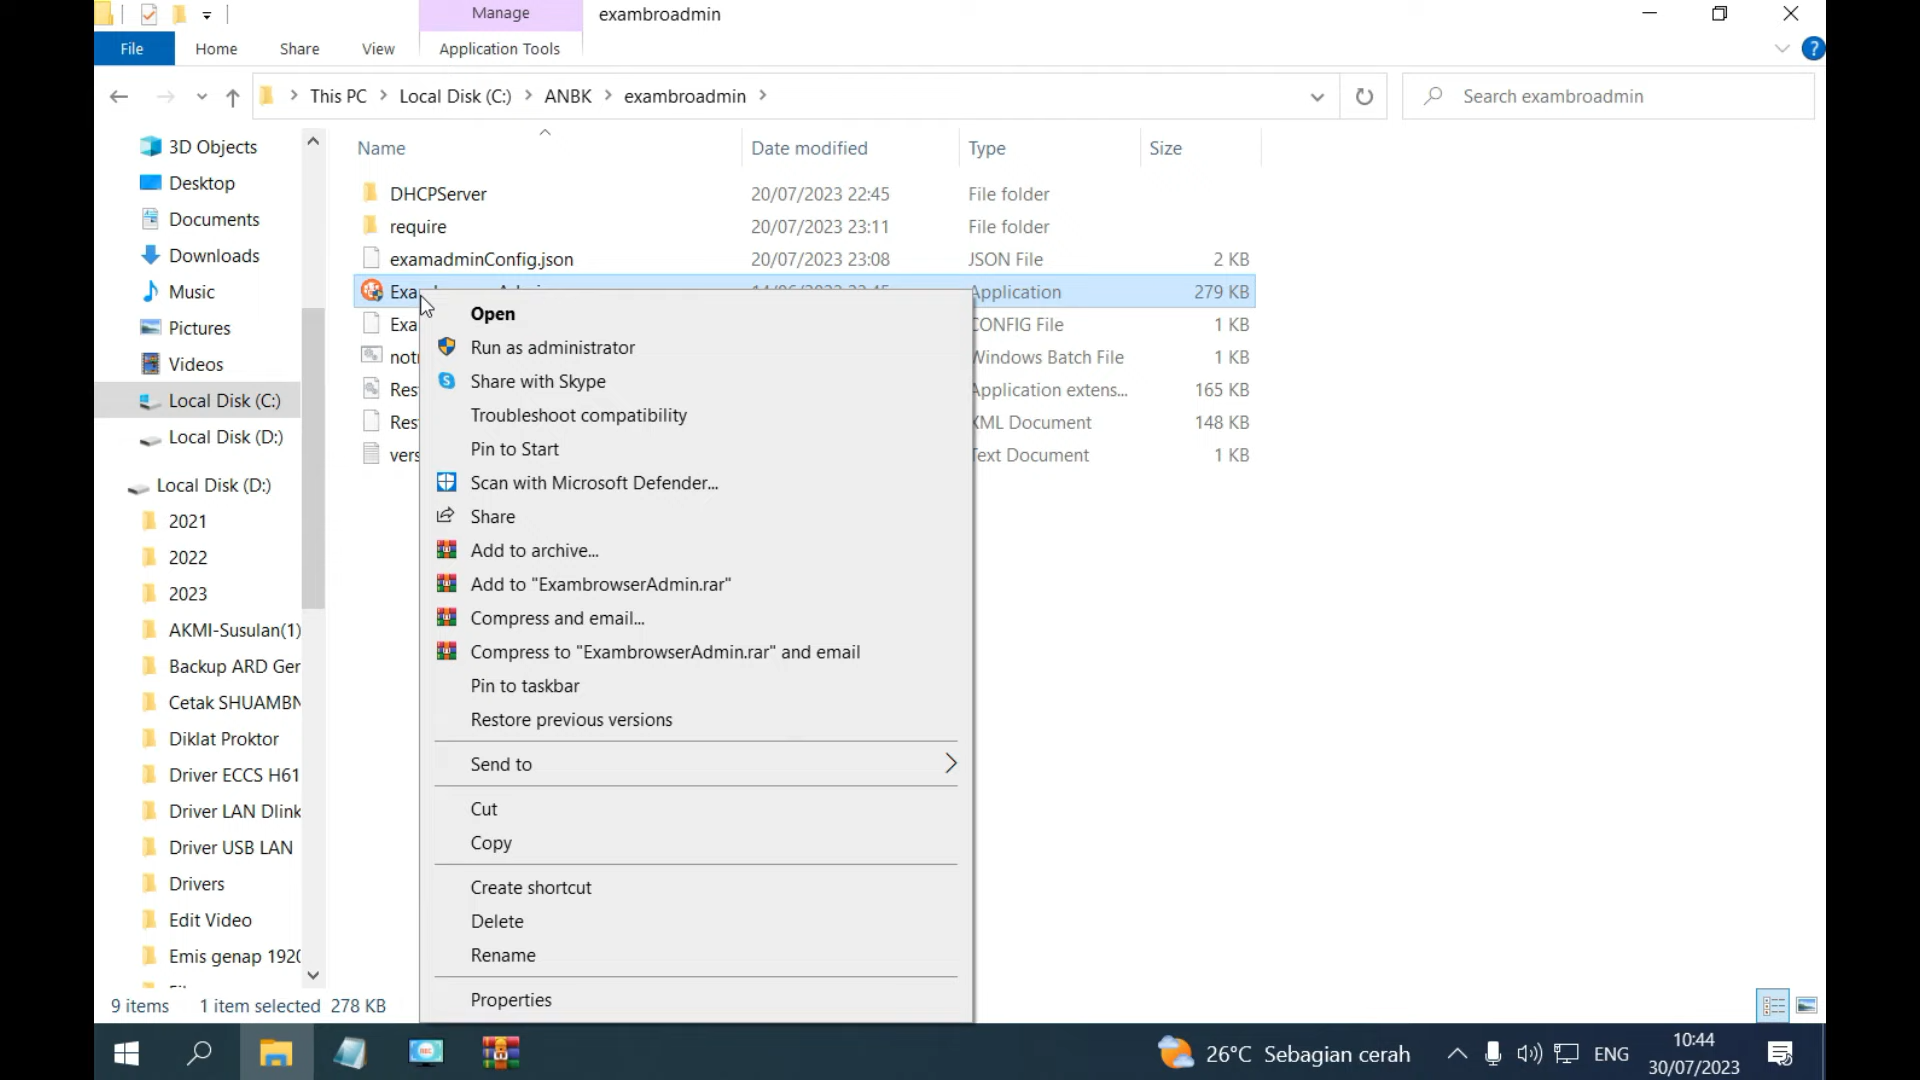 Manage
exambroadmin
File
Home
Share
View
Application Tools
?
This PC
Local Disk (C:)
ANBK
exambroadmin
Search exambroadmin
3D Objects
Desktop
Documents
Downloads
Music
Pictures
Videos
Local Disk (C:)
Local Disk (D:)
Local Disk (D:)
2021
2022
2023
AKMI-Susulan(1)
Backup ARD Ger
Cetak SHUAMBN
Diklat Proktor
Driver ECCS H61
Driver LAN Dlink
Driver USB LAN
Drivers
Edit Video
Emis genap 1920
Name
Date modified
Type
Size
DHCPServer
20/07/2023 22:45
File folder
require
20/07/2023 23:11
File folder
examadminConfig.json
20/07/2023 23:08
JSON File
2 KB
Exa
Application
279 KB
Exa
CONFIG File
1 KB
Windows Batch File
1 KB
Res
Application extens...
165 KB
Res
XML Document
148 KB
vers
Text Document
1 KB
Open
Run as administrator
Share with Skype
Troubleshoot compatibility
Pin to Start
Scan with Microsoft Defender...
Share
Add to archive...
Add to "ExambrowserAdmin.rar"
Compress and email...
Compress to "ExambrowserAdmin.rar" and email
Pin to taskbar
Restore previous versions
Send to
Cut
Copy
Create shortcut
Delete
Rename
Properties
9 items
1 item selected
278 KB
26°C Sebagian cerah
ENG
10:44
30/07/2023